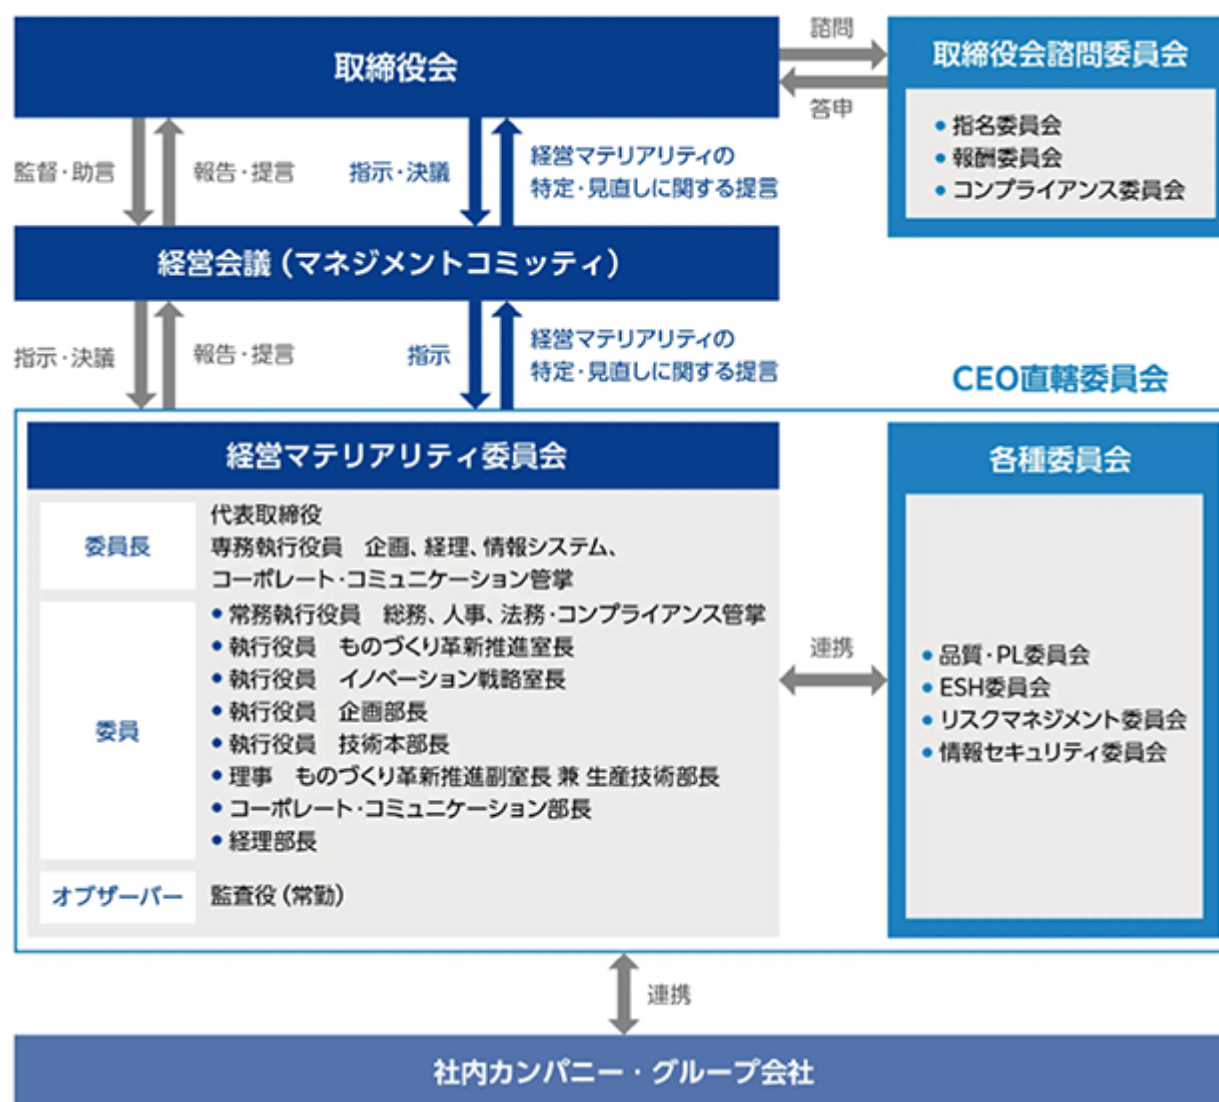 取締役会
諮問
答申
取締役会諮問委員会
• 指名委員会
• 報酬委員会
• コンプライアンス委員会
監督・助言
報告・提言
指示・決議
経営マテリアリティの
特定・見直しに関する提言
経営会議（マネジメントコミッティ）
指示・決議
報告・提言
指示
経営マテリアリティの
特定・見直しに関する提言
CEO直轄委員会
経営マテリアリティ委員会
委員長
代表取締役
専務執行役員　企画、経理、情報システム、
コーポレート・コミュニケーション管掌
委員
• 常務執行役員　総務、人事、法務・コンプライアンス管掌
• 執行役員　ものづくり革新推進室長
• 執行役員　イノベーション戦略室長
• 執行役員　企画部長
• 執行役員　技術本部長
• 理事　ものづくり革新推進副室長 兼 生産技術部長
• コーポレート・コミュニケーション部長
• 経理部長
オブザーバー
監査役（常勤）
連携
各種委員会
• 品質・PL委員会
• ESH委員会
• リスクマネジメント委員会
• 情報セキュリティ委員会
連携
社内カンパニー・グループ会社